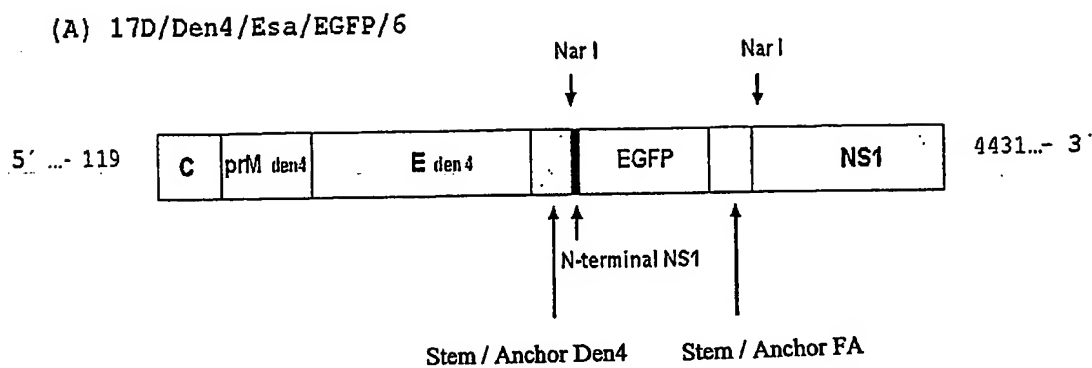 (A) 17D/Den4/Esa/EGFP/6
Nar I Nar I
5′ …- 119 C prM den4 E den4 EGFP NS1 4431…- 3′
N-terminal NS1
Stem / Anchor Den4 Stem / Anchor FA